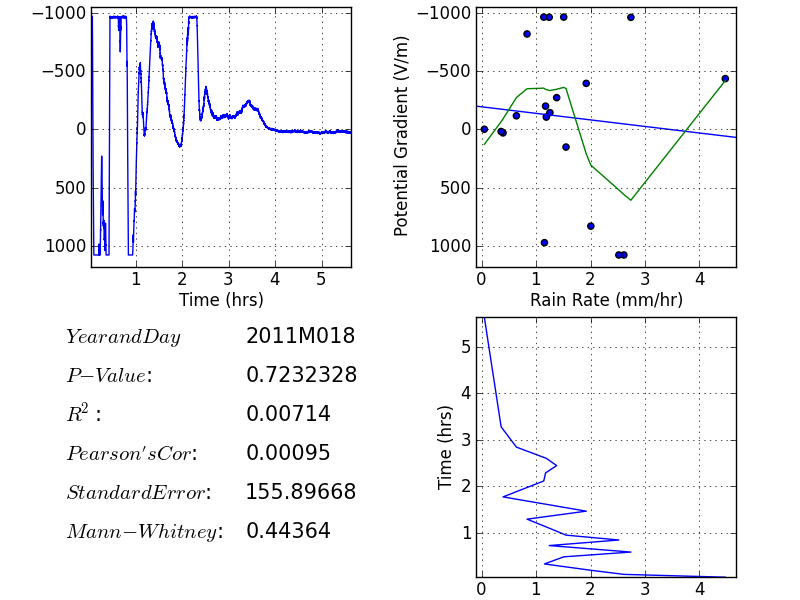 −1000
−500
0
500
1000
1 2 3 4 5
Time (hrs)
Potential Gradient (V/m)
−1000
−500
0
500
1000
0 1 2 3 4
Rain Rate (mm/hr)
YearandDay 2011M018
P−Value: 0.7232328
R²: 0.00714
Pearson'sCor: 0.00095
StandardError: 155.89668
Mann−Whitney: 0.44364
Time (hrs)
5
4
3
2
1
0 1 2 3 4